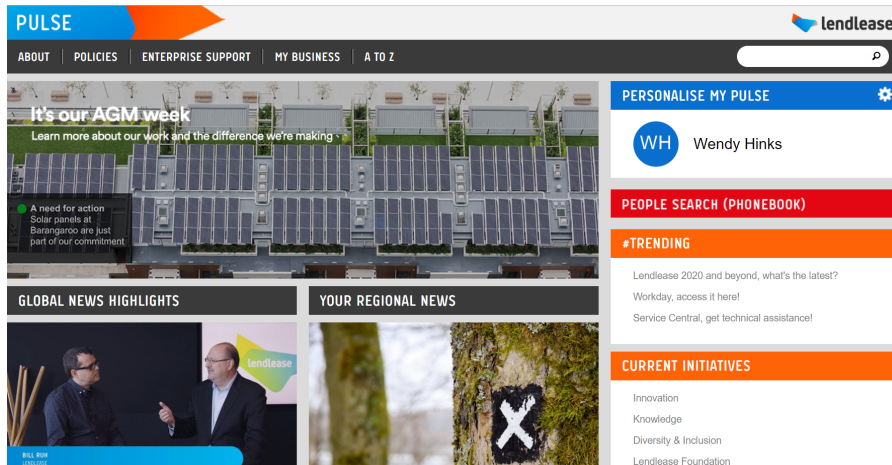 PULSE
lendlease
ABOUT
POLICIES
ENTERPRISE SUPPORT
MY BUSINESS
A TO Z
It's our AGM week
Learn more about our work and the difference we're making
A need for action
Solar panels at
Barangaroo are just
part of our commitment
PERSONALISE MY PULSE
WH
Wendy Hinks
PEOPLE SEARCH (PHONEBOOK)
#TRENDING
Lendlease 2020 and beyond, what's the latest?
Workday, access it here!
Service Central, get technical assistance!
GLOBAL NEWS HIGHLIGHTS
YOUR REGIONAL NEWS
lendlease
BILL RUH
LENDLEASE
X
CURRENT INITIATIVES
Innovation
Knowledge
Diversity & Inclusion
Lendlease Foundation